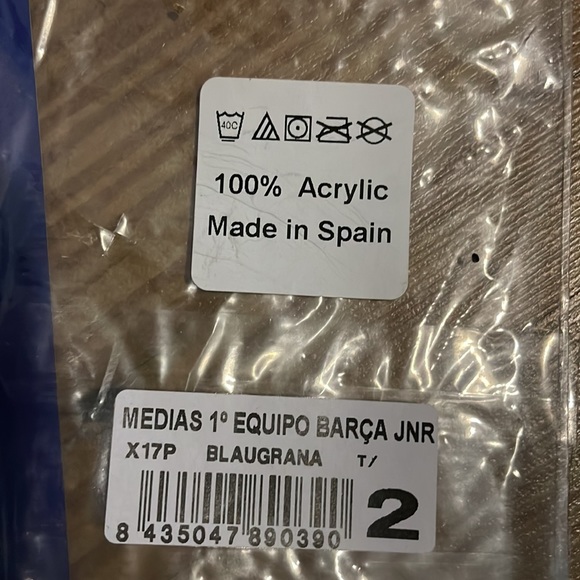 40C
100% Acrylic
Made in Spain
MEDIAS 1º EQUIPO BARÇA JNR
X17P BLAUGRANA T/
2
8 435047 890390